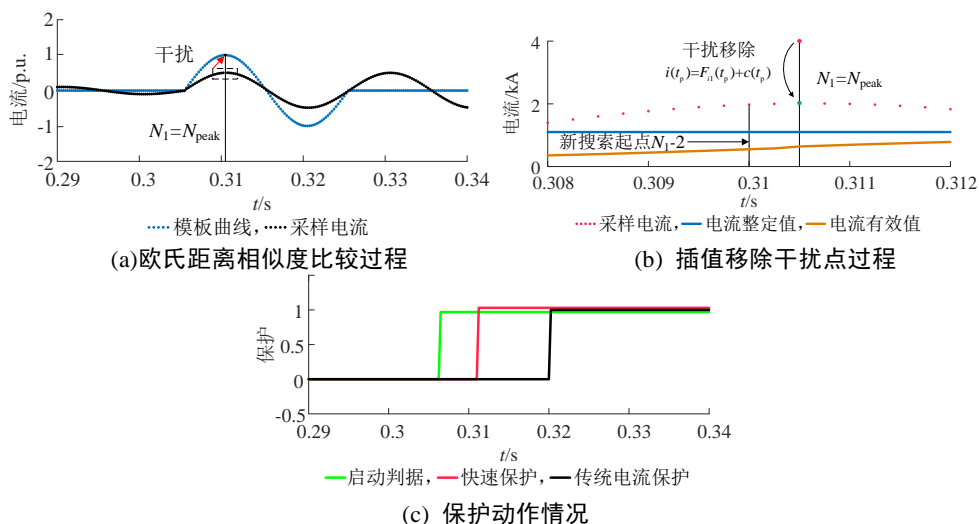 2
1
0
-1
-2
电流/p.u.
干扰
N1=Npeak
0.29 0.3 0.31 0.32 0.33 0.34
t/s
模板曲线, 采样电流
(a)欧氏距离相似度比较过程
4
2
0
电流/kA
干扰移除
i(tp)=Fi1(tp)+c(tp)
N1=Npeak
新搜索起点N1-2
0.308 0.309 0.31 0.311 0.312
t/s
采样电流, 电流整定值, 电流有效值
(b) 插值移除干扰点过程
1
0.5
0
-0.5
保护
0.29 0.3 0.31 0.32 0.33 0.34
t/s
启动判据, 快速保护, 传统电流保护
(c) 保护动作情况